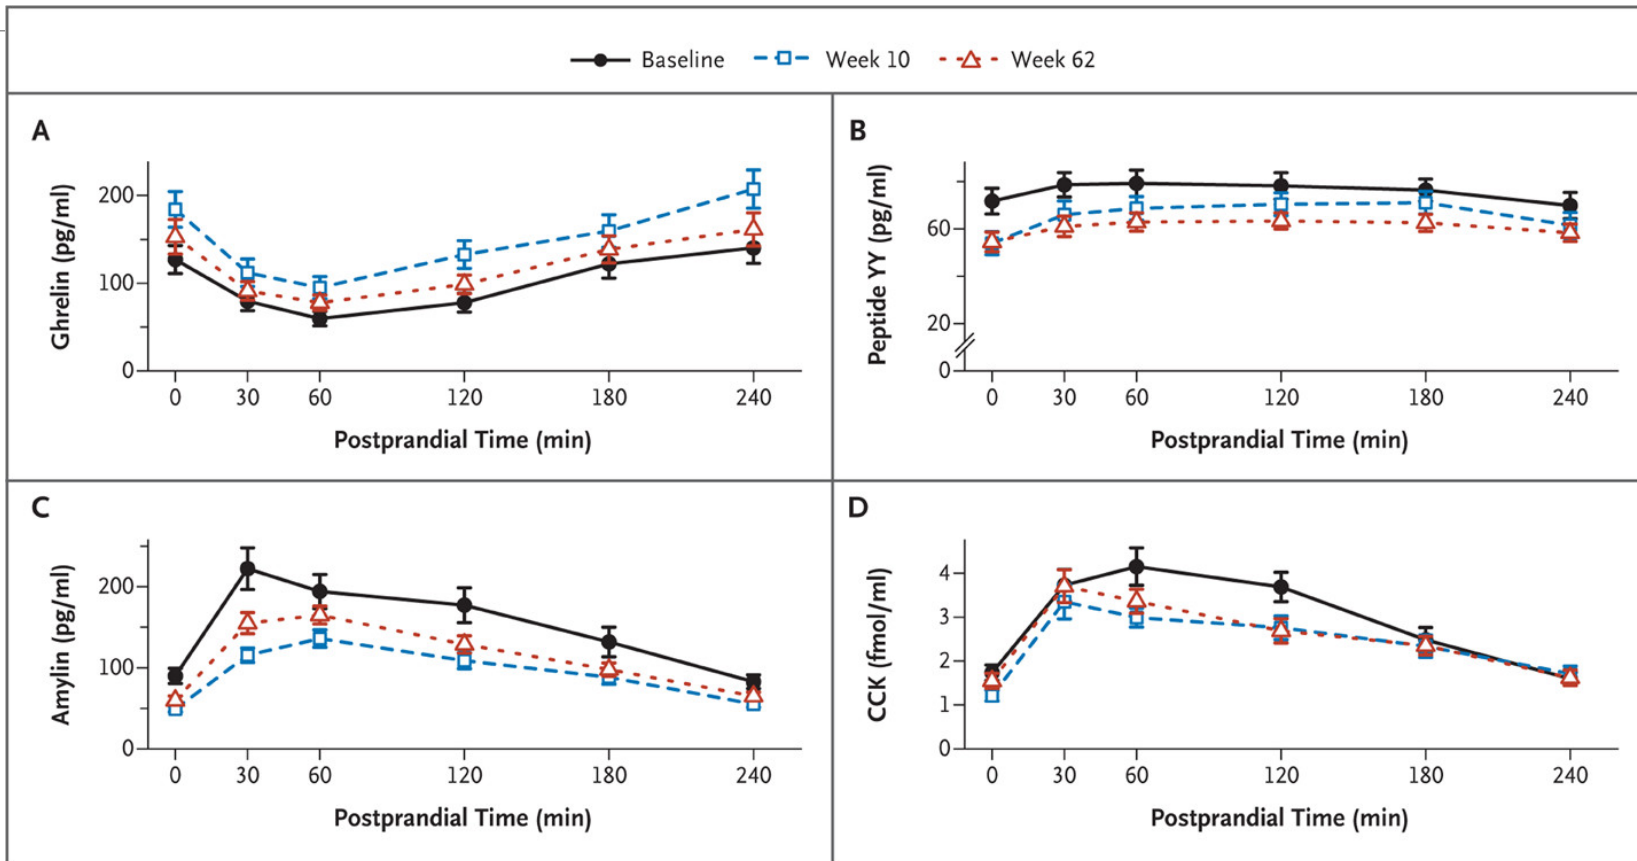 Baseline Week 10 Week 62
A
Ghrelin (pg/ml)
200
100
0
0 30 60 120 180 240
Postprandial Time (min)
B
Peptide YY (pg/ml)
60
20
0
0 30 60 120 180 240
Postprandial Time (min)
C
Amylin (pg/ml)
200
100
0
0 30 60 120 180 240
Postprandial Time (min)
D
CCK (fmol/ml)
4
3
2
1
0
0 30 60 120 180 240
Postprandial Time (min)